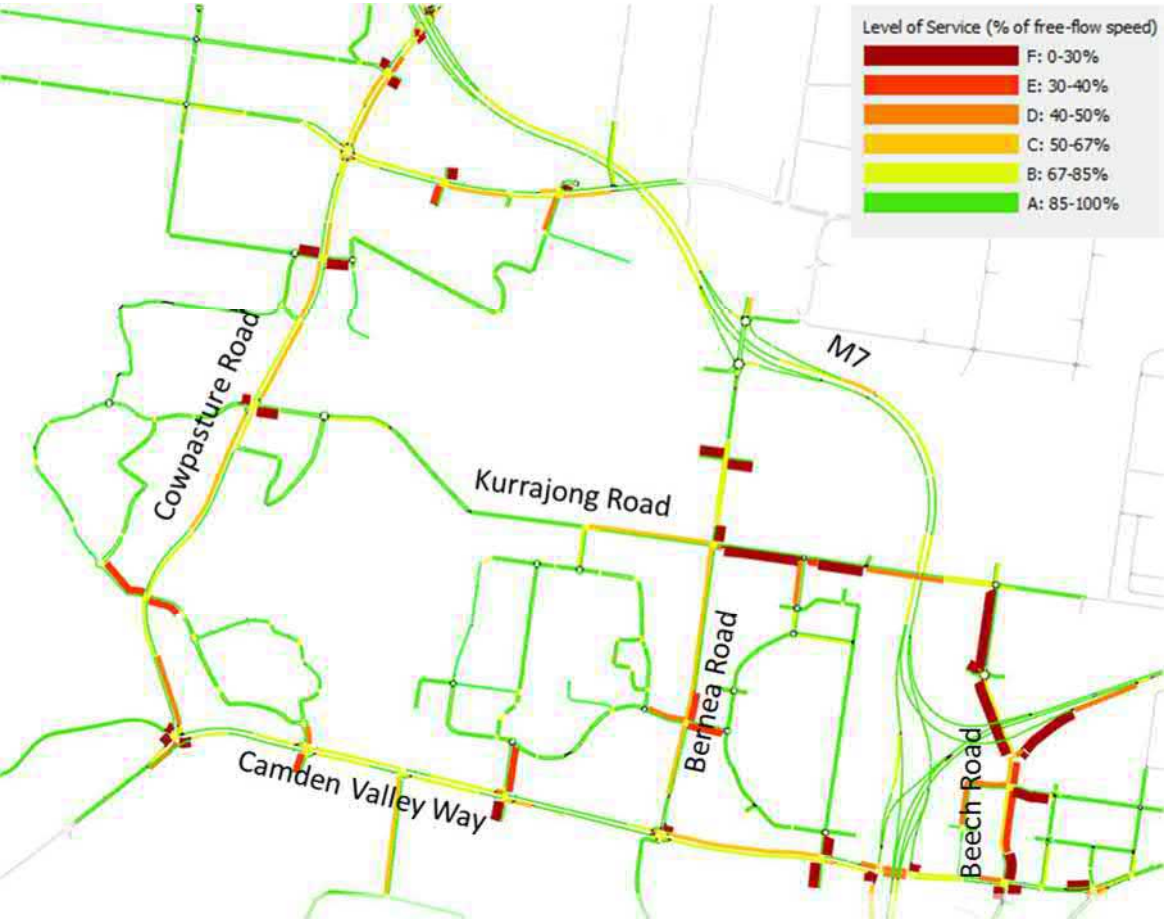 Level of Service (% of free-flow speed)
F: 0-30%
E: 30-40%
D: 40-50%
C: 50-67%
B: 67-85%
A: 85-100%
M7
Cowpasture Road
Kurrajong Road
Bernea Road
Camden Valley Way
Beech Road